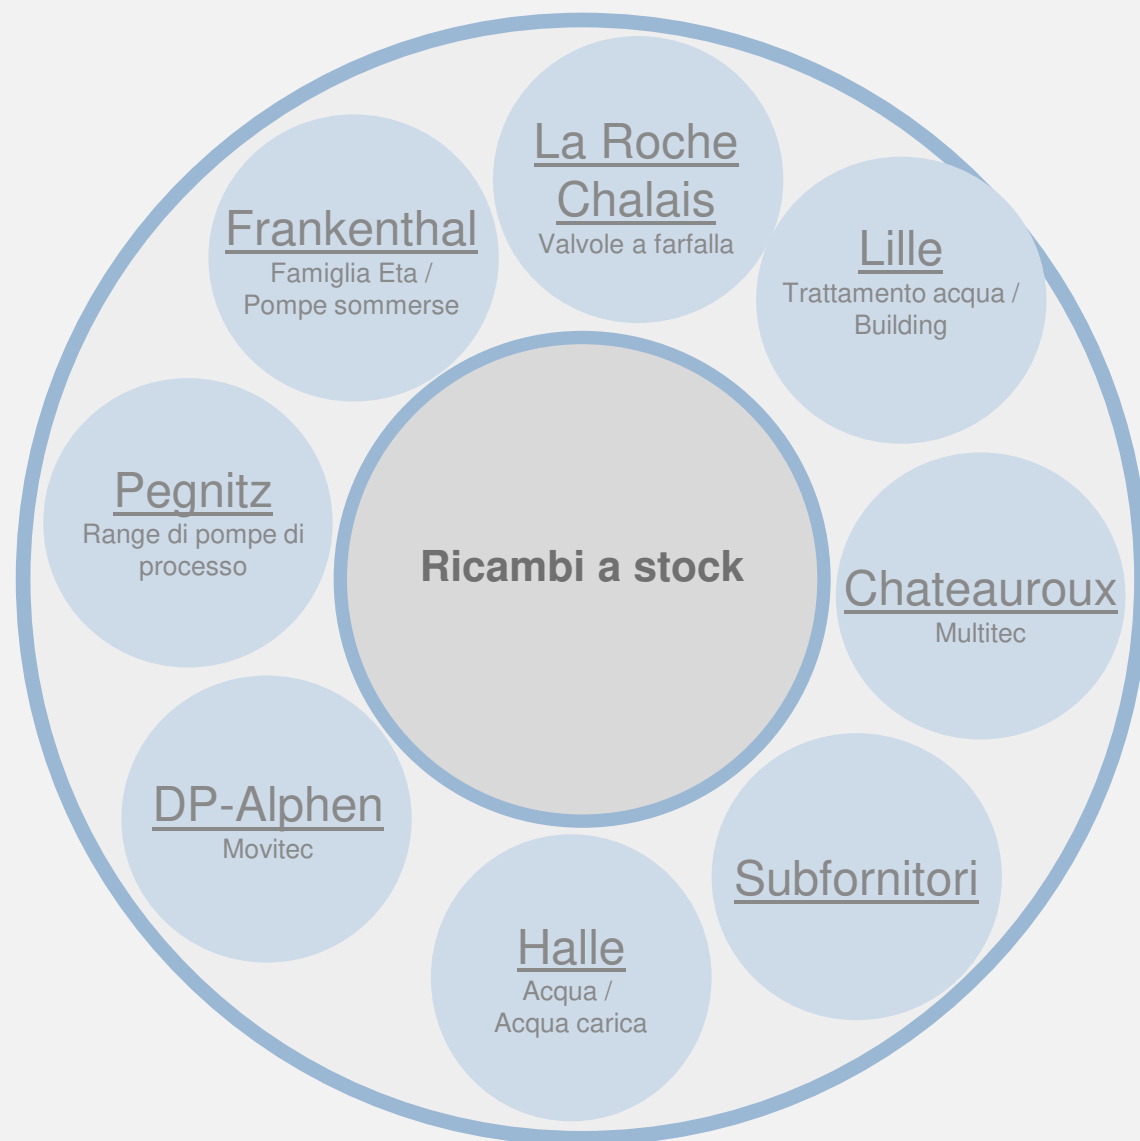 La Roche
Chalais
Valvole a farfalla
Frankenthal
Famiglia Eta /
Pompe sommerse
Lille
Trattamento acqua /
Building
Pegnitz
Range di pompe di
processo
Ricambi a stock
Chateauroux
Multitec
DP-Alphen
Movitec
Subfornitori
Halle
Acqua /
Acqua carica